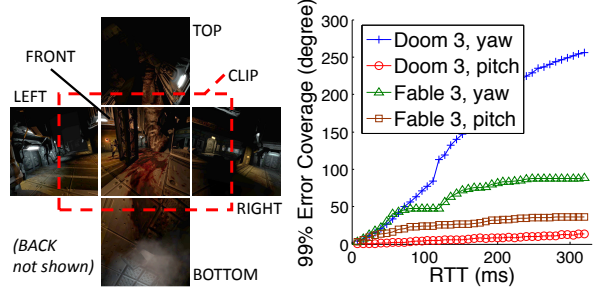 TOP
FRONT
CLIP
LEFT
RIGHT
(BACK
not shown)
BOTTOM
99% Error Coverage (degree)
300
250
200
150
100
50
0
Doom 3, yaw
Doom 3, pitch
Fable 3, yaw
Fable 3, pitch
0
100
200
300
RTT (ms)